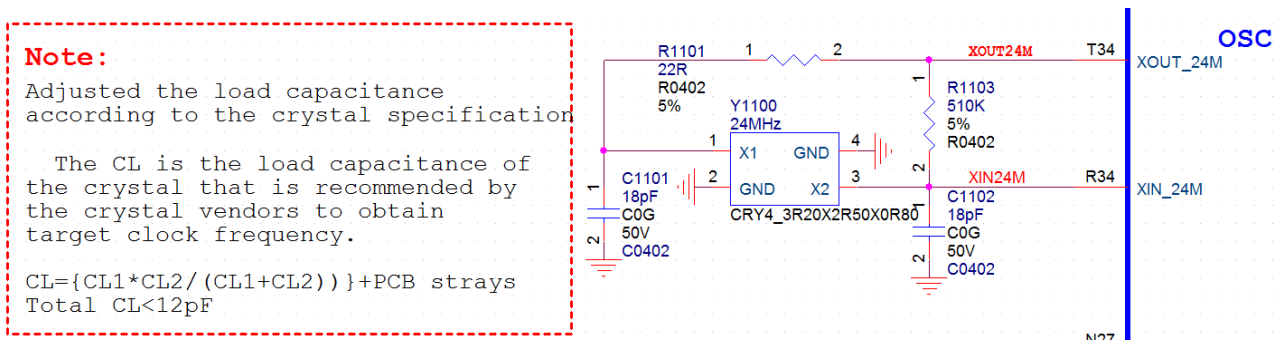 Note:
Adjusted the load capacitance
according to the crystal specification
The CL is the load capacitance of
the crystal that is recommended by
the crystal vendors to obtain
target clock frequency.
CL={CL1*CL2/(CL1+CL2))}+PCB strays
Total CL<12pF
R1101
22R
R0402
5%
1
2
XOUT24M
T34
OSC
XOUT_24M
1
R1103
510K
5%
R0402
2
Y1100
24MHz
1
X1
GND
4
2
GND
X2
3
CRY4_3R20X2R50X0R80
XIN24M
R34
XIN_24M
1
C1101
18pF
C0G
50V
C0402
2
1
C1102
18pF
C0G
50V
C0402
2
N27